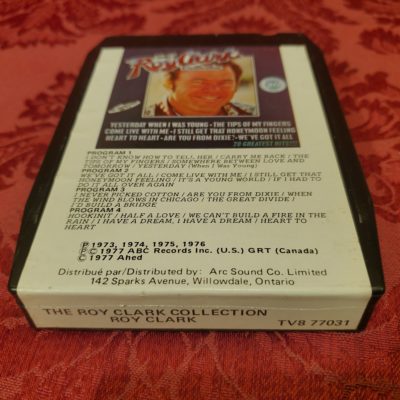 Roy Clark
YESTERDAY WHEN I WAS YOUNG • THE TIPS OF MY FINGERS
COME LIVE WITH ME • I STILL GET THAT HONEYMOON FEELING
HEART TO HEART • ARE YOU FROM DIXIE? • WE'VE GOT IT ALL
20 GREATEST HITS!!
PROGRAM 1
I DON'T KNOW HOW TO TELL HER / CARRY ME BACK / THE
TIPS OF MY FINGERS / SOMEWHERE BETWEEN LOVE AND
TOMORROW / YESTERDAY (When I Was Young)
PROGRAM 2
WE'VE GOT IT ALL / COME LIVE WITH ME / I STILL GET THAT
HONEYMOON FEELING / IT'S A YOUNG WORLD / IF I HAD TO
DO IT ALL OVER AGAIN
PROGRAM 3
I NEVER PICKED COTTON / ARE YOU FROM DIXIE / WHEN
THE WIND BLOWS IN CHICAGO / THE GREAT DIVIDE /
I'D BUILD A BRIDGE
PROGRAM 4
HOOKINIT / HALF A LOVE / WE CAN'T BUILD A FIRE IN THE
RAIN / I HAVE A DREAM, I HAVE A DREAM / HEART TO
HEART
℗ 1973, 1974, 1975, 1976
℗ © 1977 ABC Records Inc. (U.S.) GRT (Canada)
© 1977 Ahed
Distribué par/Distributed by: Arc Sound Co. Limited
142 Sparks Avenue, Willowdale, Ontario
THE ROY CLARK COLLECTION
ROY CLARK TV8 77031